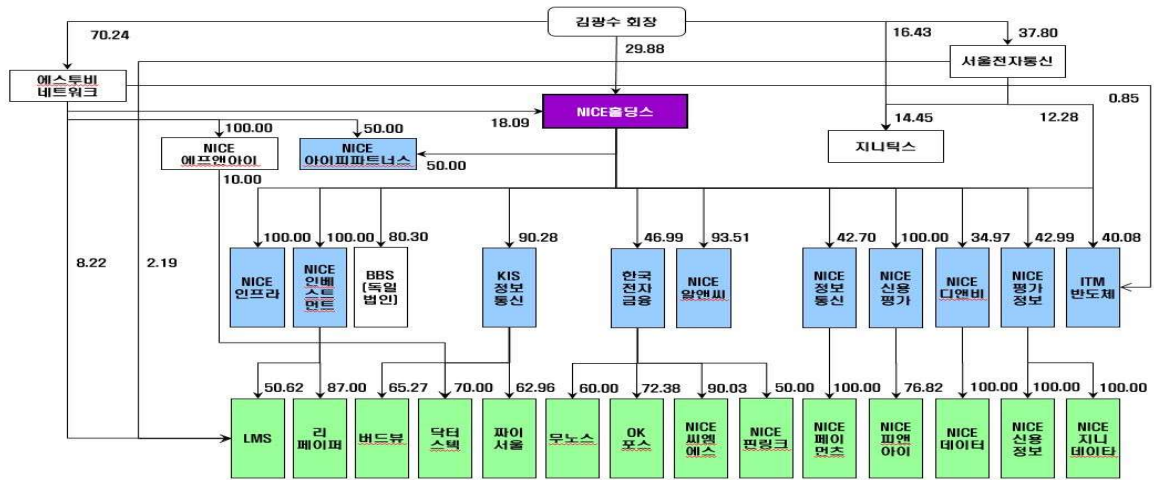 김광수 회장
70.24
29.88
16.43
37.80
에스투비
네트워크
서울전자통신
0.85
NICE홀딩스
18.09
100.00
50.00
14.45
12.28
NICE
에프앤아이
NICE
아이피파트너스
50.00
지니틱스
10.00
8.22
2.19
100.00
100.00
80.30
90.28
46.99
93.51
42.70
100.00
34.97
42.99
40.08
NICE
인프라
NICE
인베
스트
먼트
BBS
(독일
법인)
KIS
정보
통신
한국
전자
금융
NICE
알앤씨
NICE
정보
통신
NICE
신용
평가
NICE
디앤비
NICE
평가
정보
ITM
반도체
50.62
87.00
65.27
70.00
62.96
60.00
72.38
90.03
50.00
100.00
76.82
100.00
100.00
100.00
LMS
리
페이퍼
버드뷰
닥터
스텍
파이
서울
무노스
OK
포스
NICE
씨엠
에스
NICE
핀링크
NICE
페이
먼츠
NICE
피앤
아이
NICE
데이터
NICE
신용
정보
NICE
지니
데이타